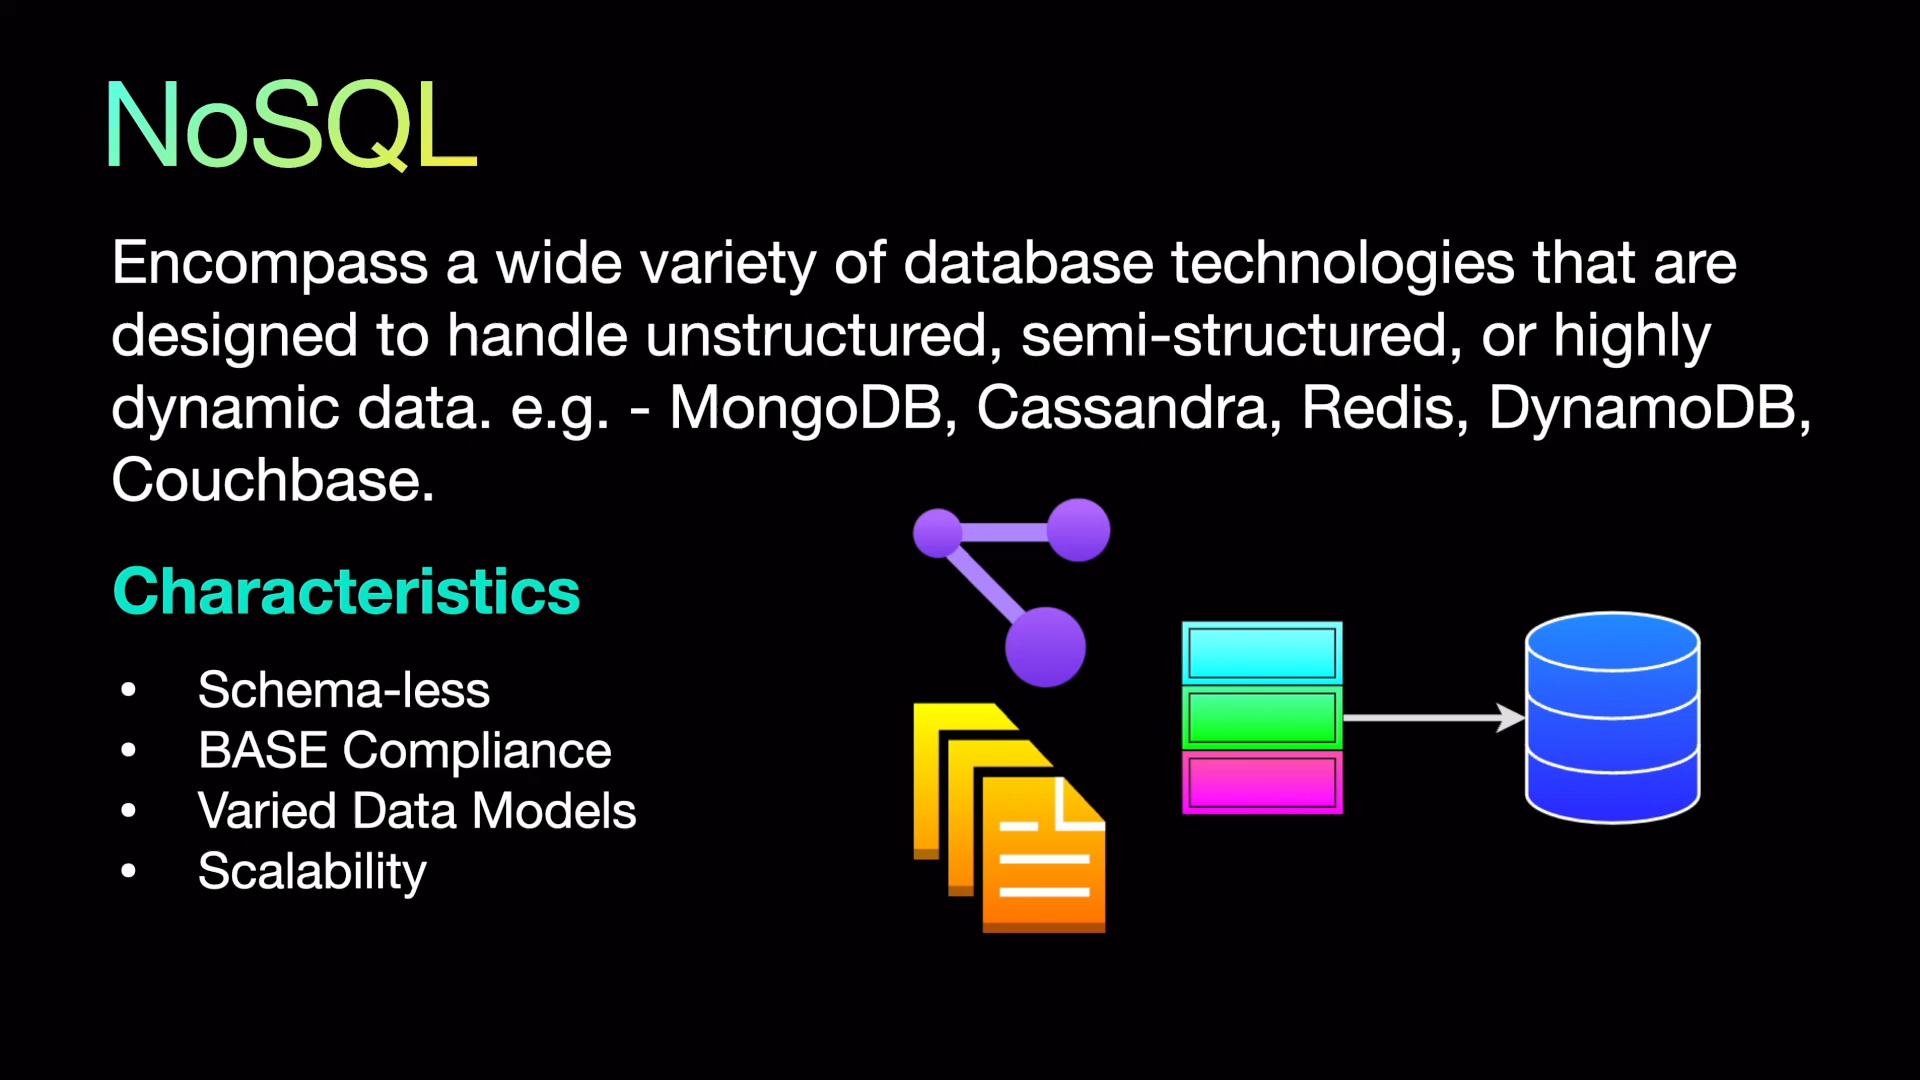 NoSQL
Encompass a wide variety of database technologies that are
designed to handle unstructured, semi-structured, or highly
dynamic data. e.g. - MongoDB, Cassandra, Redis, DynamoDB,
Couchbase.
Characteristics
• Schema-less
• BASE Compliance
• Varied Data Models
• Scalability